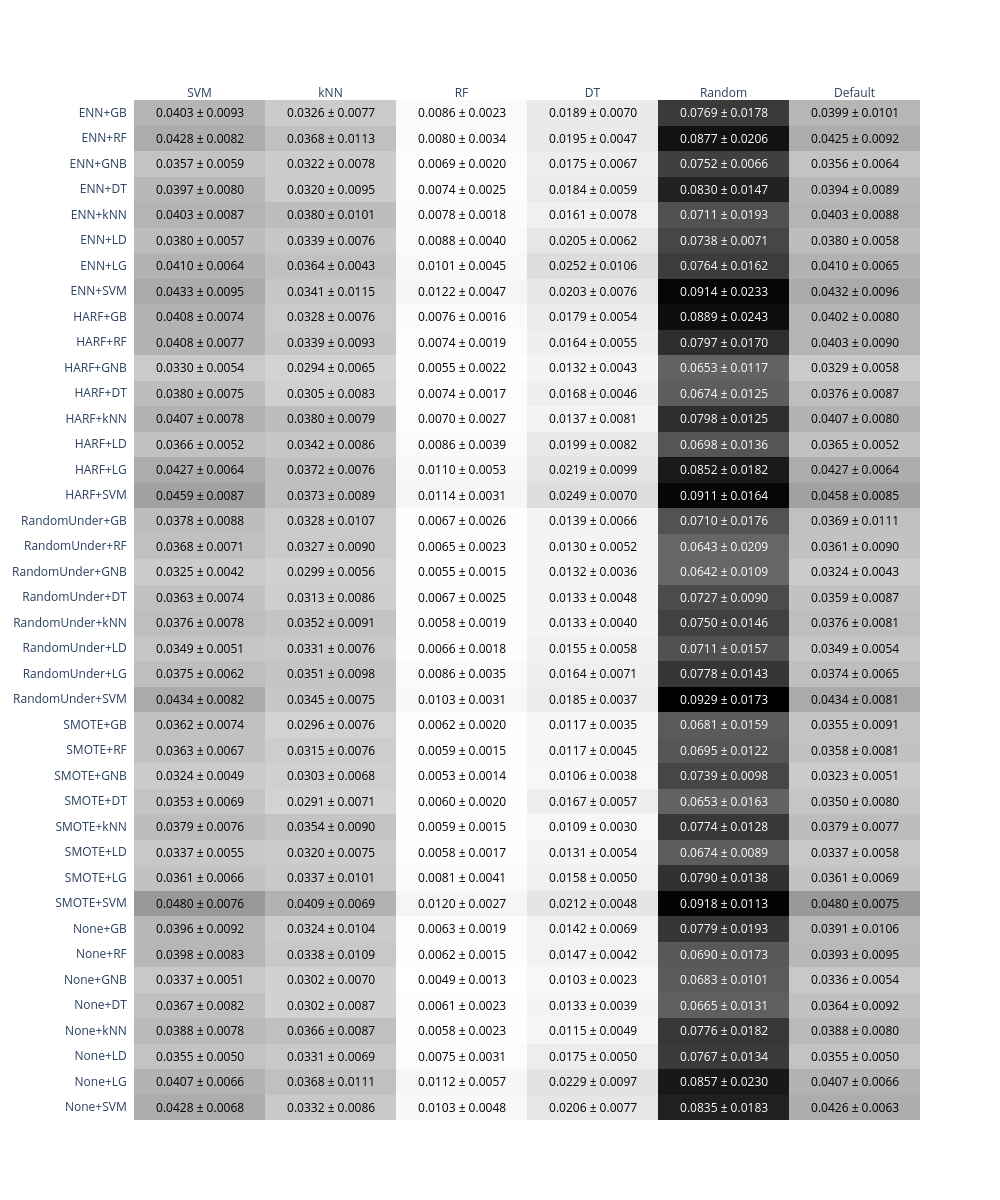 SVM kNN RF DT Random Default
ENN+GB 0.0403 ± 0.0093 0.0326 ± 0.0077 0.0086 ± 0.0023 0.0189 ± 0.0070 0.0769 ± 0.0178 0.0399 ± 0.0101
ENN+RF 0.0428 ± 0.0082 0.0368 ± 0.0113 0.0080 ± 0.0034 0.0195 ± 0.0047 0.0877 ± 0.0206 0.0425 ± 0.0092
ENN+GNB 0.0357 ± 0.0059 0.0322 ± 0.0078 0.0069 ± 0.0020 0.0175 ± 0.0067 0.0752 ± 0.0066 0.0356 ± 0.0064
ENN+DT 0.0397 ± 0.0080 0.0320 ± 0.0095 0.0074 ± 0.0025 0.0184 ± 0.0059 0.0830 ± 0.0147 0.0394 ± 0.0089
ENN+kNN 0.0403 ± 0.0087 0.0380 ± 0.0101 0.0078 ± 0.0018 0.0161 ± 0.0078 0.0711 ± 0.0193 0.0403 ± 0.0088
ENN+LD 0.0380 ± 0.0057 0.0339 ± 0.0076 0.0088 ± 0.0040 0.0205 ± 0.0062 0.0738 ± 0.0071 0.0380 ± 0.0058
ENN+LG 0.0410 ± 0.0064 0.0364 ± 0.0043 0.0101 ± 0.0045 0.0252 ± 0.0106 0.0764 ± 0.0162 0.0410 ± 0.0065
ENN+SVM 0.0433 ± 0.0095 0.0341 ± 0.0115 0.0122 ± 0.0047 0.0203 ± 0.0076 0.0914 ± 0.0233 0.0432 ± 0.0096
HARF+GB 0.0408 ± 0.0074 0.0328 ± 0.0076 0.0076 ± 0.0016 0.0179 ± 0.0054 0.0889 ± 0.0243 0.0402 ± 0.0080
HARF+RF 0.0408 ± 0.0077 0.0339 ± 0.0093 0.0074 ± 0.0019 0.0164 ± 0.0055 0.0797 ± 0.0170 0.0403 ± 0.0090
HARF+GNB 0.0330 ± 0.0054 0.0294 ± 0.0065 0.0055 ± 0.0022 0.0132 ± 0.0043 0.0653 ± 0.0117 0.0329 ± 0.0058
HARF+DT 0.0380 ± 0.0075 0.0305 ± 0.0083 0.0074 ± 0.0017 0.0168 ± 0.0046 0.0674 ± 0.0125 0.0376 ± 0.0087
HARF+kNN 0.0407 ± 0.0078 0.0380 ± 0.0079 0.0070 ± 0.0027 0.0137 ± 0.0081 0.0798 ± 0.0125 0.0407 ± 0.0080
HARF+LD 0.0366 ± 0.0052 0.0342 ± 0.0086 0.0086 ± 0.0039 0.0199 ± 0.0082 0.0698 ± 0.0136 0.0365 ± 0.0052
HARF+LG 0.0427 ± 0.0064 0.0372 ± 0.0076 0.0110 ± 0.0053 0.0219 ± 0.0099 0.0852 ± 0.0182 0.0427 ± 0.0064
HARF+SVM 0.0459 ± 0.0087 0.0373 ± 0.0089 0.0114 ± 0.0031 0.0249 ± 0.0070 0.0911 ± 0.0164 0.0458 ± 0.0085
RandomUnder+GB 0.0378 ± 0.0088 0.0328 ± 0.0107 0.0067 ± 0.0026 0.0139 ± 0.0066 0.0710 ± 0.0176 0.0369 ± 0.0111
RandomUnder+RF 0.0368 ± 0.0071 0.0327 ± 0.0090 0.0065 ± 0.0023 0.0130 ± 0.0052 0.0643 ± 0.0209 0.0361 ± 0.0090
RandomUnder+GNB 0.0325 ± 0.0042 0.0299 ± 0.0056 0.0055 ± 0.0015 0.0132 ± 0.0036 0.0642 ± 0.0109 0.0324 ± 0.0043
RandomUnder+DT 0.0363 ± 0.0074 0.0313 ± 0.0086 0.0067 ± 0.0025 0.0133 ± 0.0048 0.0727 ± 0.0090 0.0359 ± 0.0087
RandomUnder+kNN 0.0376 ± 0.0078 0.0352 ± 0.0091 0.0058 ± 0.0019 0.0133 ± 0.0040 0.0750 ± 0.0146 0.0376 ± 0.0081
RandomUnder+LD 0.0349 ± 0.0051 0.0331 ± 0.0076 0.0066 ± 0.0018 0.0155 ± 0.0058 0.0711 ± 0.0157 0.0349 ± 0.0054
RandomUnder+LG 0.0375 ± 0.0062 0.0351 ± 0.0098 0.0086 ± 0.0035 0.0164 ± 0.0071 0.0778 ± 0.0143 0.0374 ± 0.0065
RandomUnder+SVM 0.0434 ± 0.0082 0.0345 ± 0.0075 0.0103 ± 0.0031 0.0185 ± 0.0037 0.0929 ± 0.0173 0.0434 ± 0.0081
SMOTE+GB 0.0362 ± 0.0074 0.0296 ± 0.0076 0.0062 ± 0.0020 0.0117 ± 0.0035 0.0681 ± 0.0159 0.0355 ± 0.0091
SMOTE+RF 0.0363 ± 0.0067 0.0315 ± 0.0076 0.0059 ± 0.0015 0.0117 ± 0.0045 0.0695 ± 0.0122 0.0358 ± 0.0081
SMOTE+GNB 0.0324 ± 0.0049 0.0303 ± 0.0068 0.0053 ± 0.0014 0.0106 ± 0.0038 0.0739 ± 0.0098 0.0323 ± 0.0051
SMOTE+DT 0.0353 ± 0.0069 0.0291 ± 0.0071 0.0060 ± 0.0020 0.0167 ± 0.0057 0.0653 ± 0.0163 0.0350 ± 0.0080
SMOTE+kNN 0.0379 ± 0.0076 0.0354 ± 0.0090 0.0059 ± 0.0015 0.0109 ± 0.0030 0.0774 ± 0.0128 0.0379 ± 0.0077
SMOTE+LD 0.0337 ± 0.0055 0.0320 ± 0.0075 0.0058 ± 0.0017 0.0131 ± 0.0054 0.0674 ± 0.0089 0.0337 ± 0.0058
SMOTE+LG 0.0361 ± 0.0066 0.0337 ± 0.0101 0.0081 ± 0.0041 0.0158 ± 0.0050 0.0790 ± 0.0138 0.0361 ± 0.0069
SMOTE+SVM 0.0480 ± 0.0076 0.0409 ± 0.0069 0.0120 ± 0.0027 0.0212 ± 0.0048 0.0918 ± 0.0113 0.0480 ± 0.0075
None+GB 0.0396 ± 0.0092 0.0324 ± 0.0104 0.0063 ± 0.0019 0.0142 ± 0.0069 0.0779 ± 0.0193 0.0391 ± 0.0106
None+RF 0.0398 ± 0.0083 0.0338 ± 0.0109 0.0062 ± 0.0015 0.0147 ± 0.0042 0.0690 ± 0.0173 0.0393 ± 0.0095
None+GNB 0.0337 ± 0.0051 0.0302 ± 0.0070 0.0049 ± 0.0013 0.0103 ± 0.0023 0.0683 ± 0.0101 0.0336 ± 0.0054
None+DT 0.0367 ± 0.0082 0.0302 ± 0.0087 0.0061 ± 0.0023 0.0133 ± 0.0039 0.0665 ± 0.0131 0.0364 ± 0.0092
None+kNN 0.0388 ± 0.0078 0.0366 ± 0.0087 0.0058 ± 0.0023 0.0115 ± 0.0049 0.0776 ± 0.0182 0.0388 ± 0.0080
None+LD 0.0355 ± 0.0050 0.0331 ± 0.0069 0.0075 ± 0.0031 0.0175 ± 0.0050 0.0767 ± 0.0134 0.0355 ± 0.0050
None+LG 0.0407 ± 0.0066 0.0368 ± 0.0111 0.0112 ± 0.0057 0.0229 ± 0.0097 0.0857 ± 0.0230 0.0407 ± 0.0066
None+SVM 0.0428 ± 0.0068 0.0332 ± 0.0086 0.0103 ± 0.0048 0.0206 ± 0.0077 0.0835 ± 0.0183 0.0426 ± 0.0063